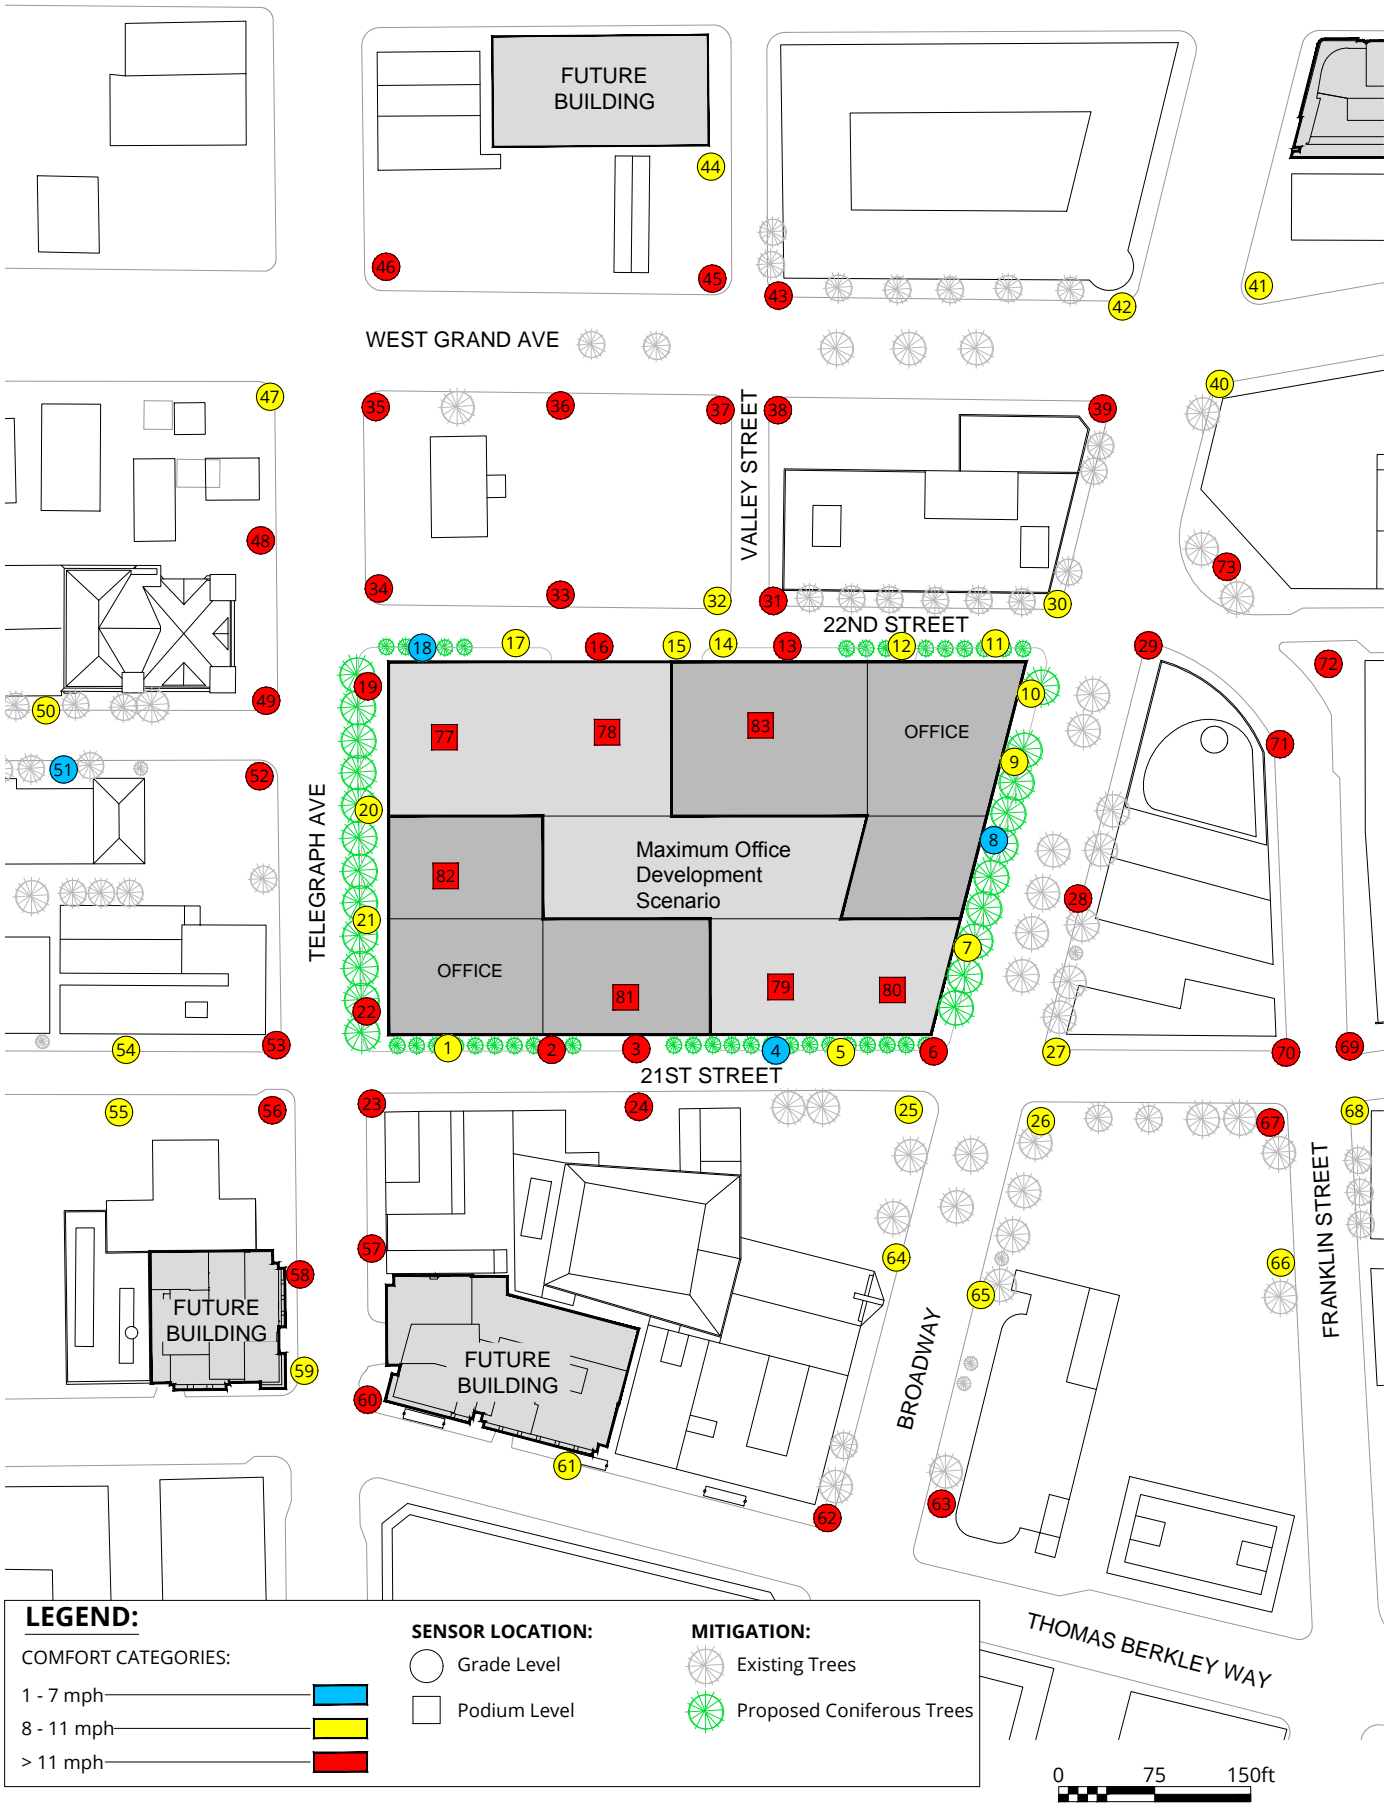 FUTURE
BUILDING
44
46
45
43
42
41
WEST GRAND AVE
47
35
36
37
38
39
40
VALLEY STREET
48
34
33
32
31
30
73
22ND STREET
18
17
16
15
14
13
12
11
29
72
19
49
50
10
77
78
83
OFFICE
71
51
52
9
20
TELEGRAPH AVE
8
Maximum Office
Development
Scenario
82
28
21
7
OFFICE
79
80
81
22
54
53
1
2
3
4
5
6
27
70
69
21ST STREET
55
56
23
24
25
26
67
68
57
64
66
FRANKLIN STREET
58
65
FUTURE
BUILDING
59
FUTURE
BUILDING
BROADWAY
60
61
62
63
LEGEND:
COMFORT CATEGORIES:
1 - 7 mph
8 - 11 mph
> 11 mph
SENSOR LOCATION:
Grade Level
Podium Level
MITIGATION:
Existing Trees
Proposed Coniferous Trees
THOMAS BERKLEY WAY
0 75 150ft